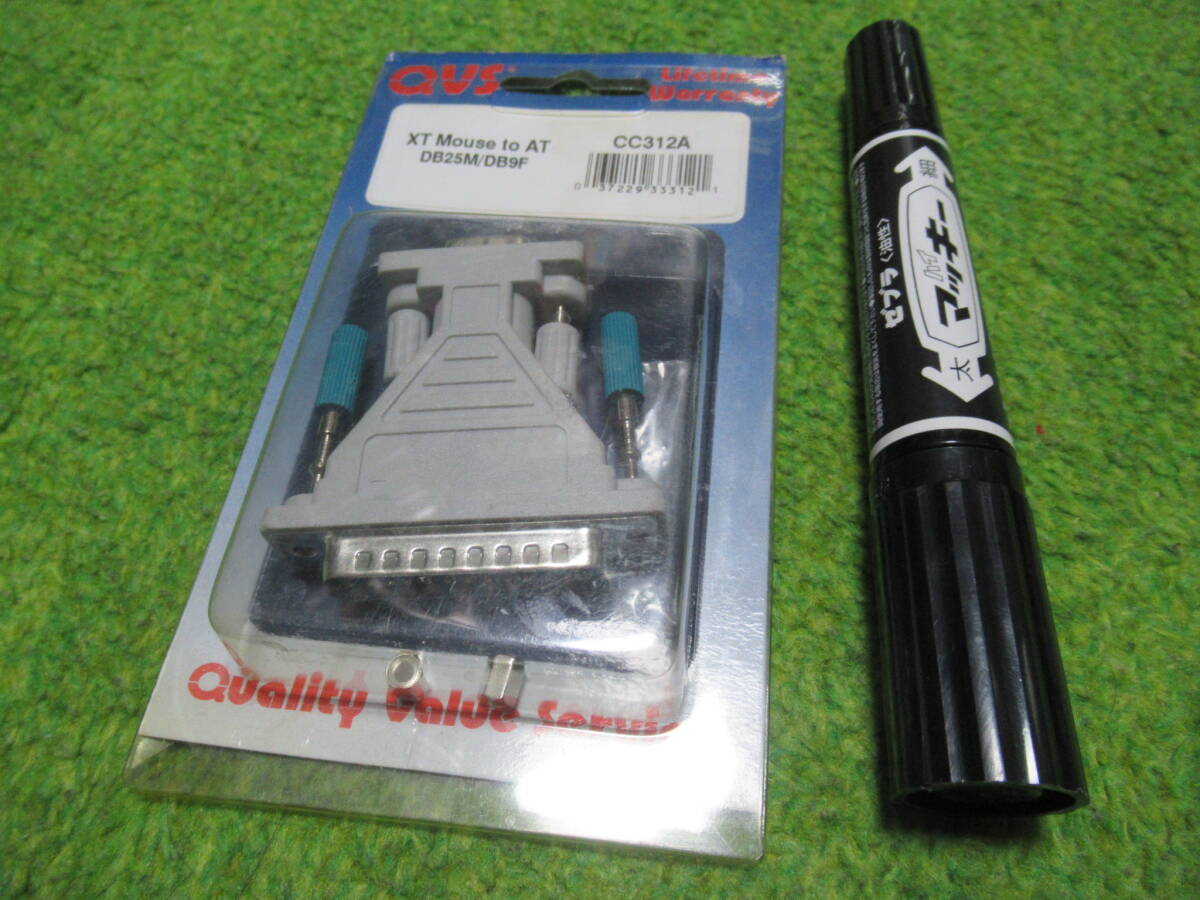 QVS
Lifetime
Warranty
XT Mouse to AT
DB25M/DB9F
CC312A
0 37229 33312 1
Quality Value Servi
細
ハイ
マッキー
太
ゼブラ〈油性〉